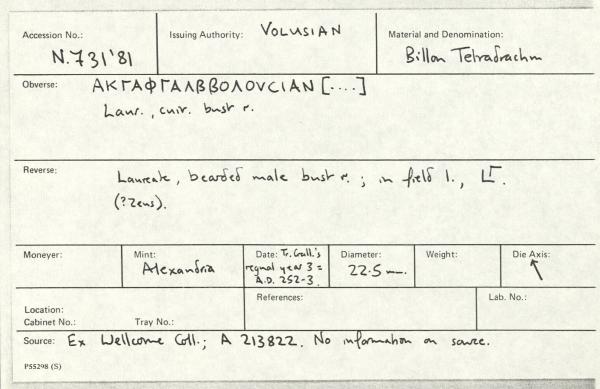 Accession No.: N.731'81
Issuing Authority: VOLUSIAN
Material and Denomination: Billon Tetradrachm
Obverse: ΑΚΓΑΦΓΑΛΒΒΟΛΟVCΙΑΝ [....]
Laur., cuir. bust r.
Reverse: Laureate, bearded male bust r. ; in field l., LΓ.
(?Zeus).
Moneyer:
Mint: Alexandria
Date: Tr. Gall.'s
regnal year 3 =
A.D. 252-3.
Diameter: 22.5 mm.
Weight:
Die Axis: ↖
Location:
Cabinet No.: Tray No.:
References:
Lab. No.:
Source: Ex Wellcome Coll.; A 213822. No information on source.
P55298 (S)